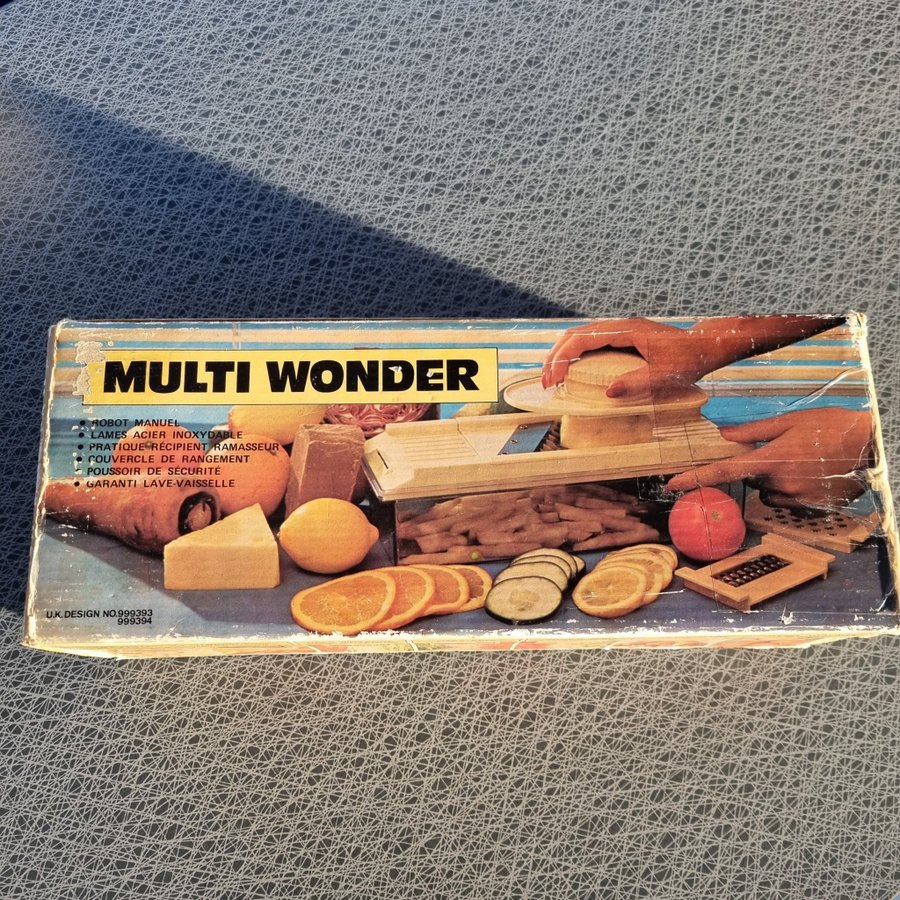 MULTI WONDER
● ROBOT MANUEL
● LAMES ACIER INOXYDABLE
● PRATIQUE RÉCIPIENT RAMASSEUR
● COUVERCLE DE RANGEMENT
● POUSSOIR DE SÉCURITÉ
● GARANTI LAVE-VAISSELLE
U.K. DESIGN NO.999393
999394